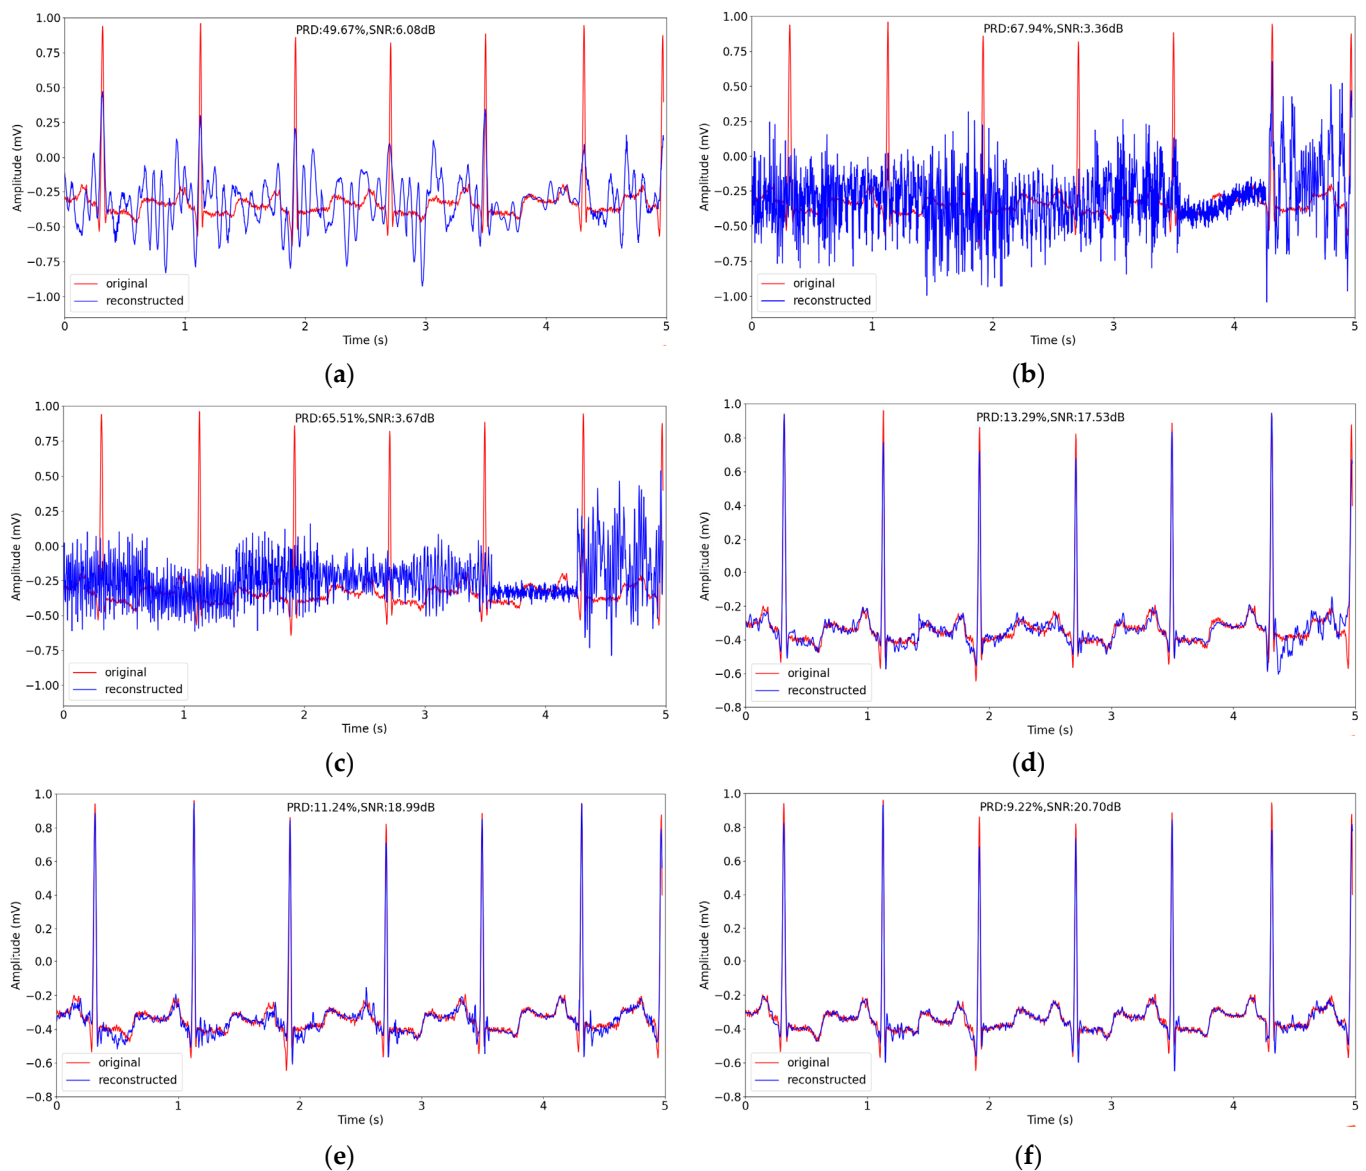 PRD:49.67%,SNR:6.08dB
1.00
0.75
0.50
0.25
0.00
−0.25
−0.50
−0.75
−1.00
Amplitude (mV)
original
reconstructed
0 1 2 3 4 5
Time (s)
(a)
PRD:67.94%,SNR:3.36dB
1.00
0.75
0.50
0.25
0.00
−0.25
−0.50
−0.75
−1.00
Amplitude (mV)
original
reconstructed
0 1 2 3 4 5
Time (s)
(b)
PRD:65.51%,SNR:3.67dB
1.00
0.75
0.50
0.25
0.00
−0.25
−0.50
−0.75
−1.00
Amplitude (mV)
original
reconstructed
0 1 2 3 4 5
Time (s)
(c)
PRD:13.29%,SNR:17.53dB
1.0
0.8
0.6
0.4
0.2
0.0
−0.2
−0.4
−0.6
−0.8
Amplitude (mV)
original
reconstructed
0 1 2 3 4 5
Time (s)
(d)
PRD:11.24%,SNR:18.99dB
1.0
0.8
0.6
0.4
0.2
0.0
−0.2
−0.4
−0.6
−0.8
Amplitude (mV)
original
reconstructed
0 1 2 3 4 5
Time (s)
(e)
PRD:9.22%,SNR:20.70dB
1.0
0.8
0.6
0.4
0.2
0.0
−0.2
−0.4
−0.6
−0.8
Amplitude (mV)
original
reconstructed
0 1 2 3 4 5
Time (s)
(f)